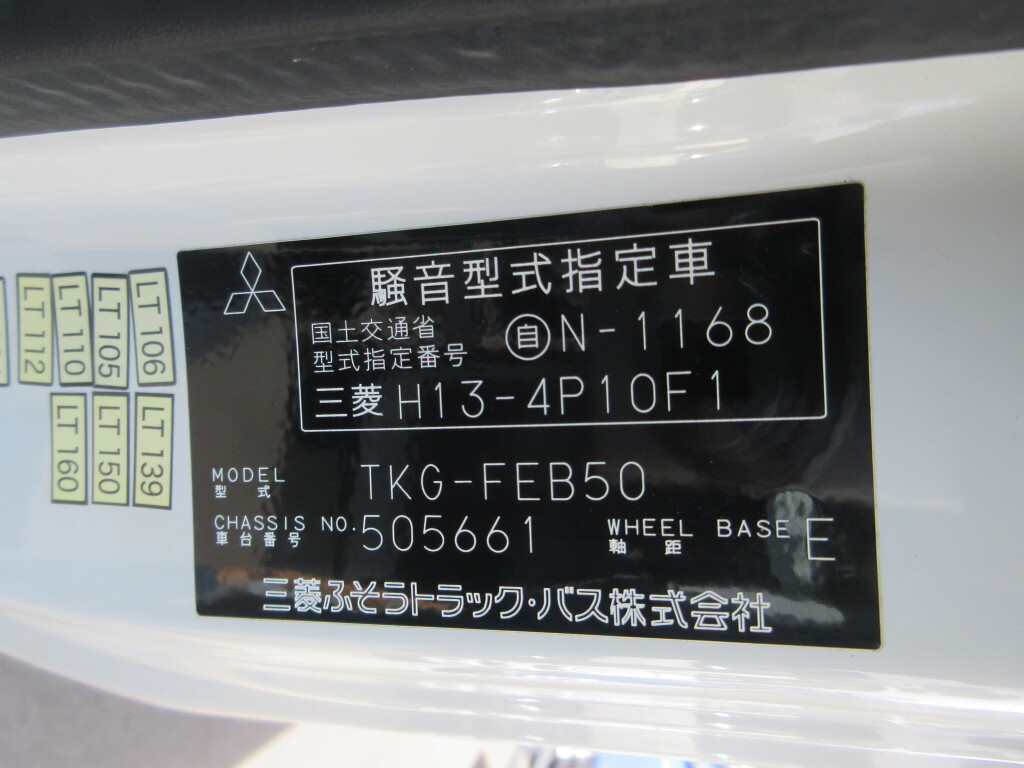 騒音型式指定車
国土交通省
型式指定番号
自 N-1168
三菱 H13-4P10F1
MODEL
型式
TKG-FEB50
CHASSIS NO.
車台番号
505661
WHEEL BASE
軸距
E
三菱ふそうトラック・バス株式会社
LT 112
LT 110
LT 105
LT 106
LT 160
LT 150
LT 139